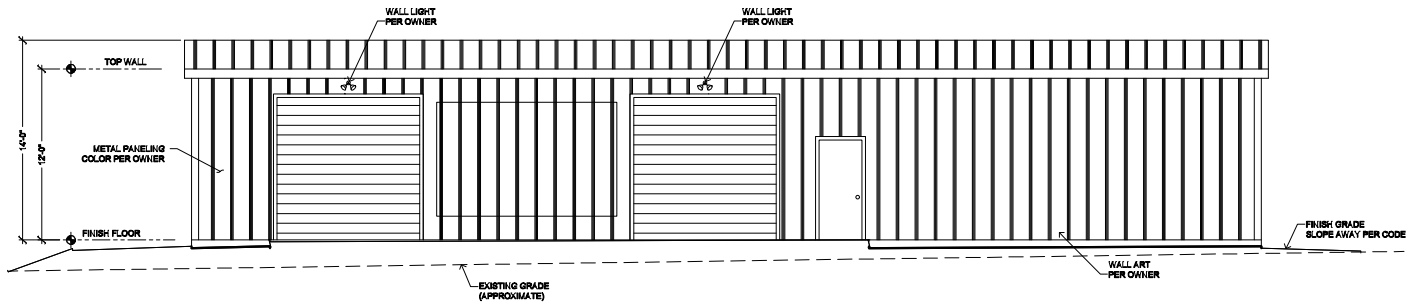 WALL LIGHT
PER OWNER
WALL LIGHT
PER OWNER
TOP WALL
14'-0"
12'-0"
METAL PANELING
COLOR PER OWNER
FINISH FLOOR
FINISH GRADE
SLOPE AWAY PER CODE
WALL ART
PER OWNER
EXISTING GRADE
(APPROXIMATE)